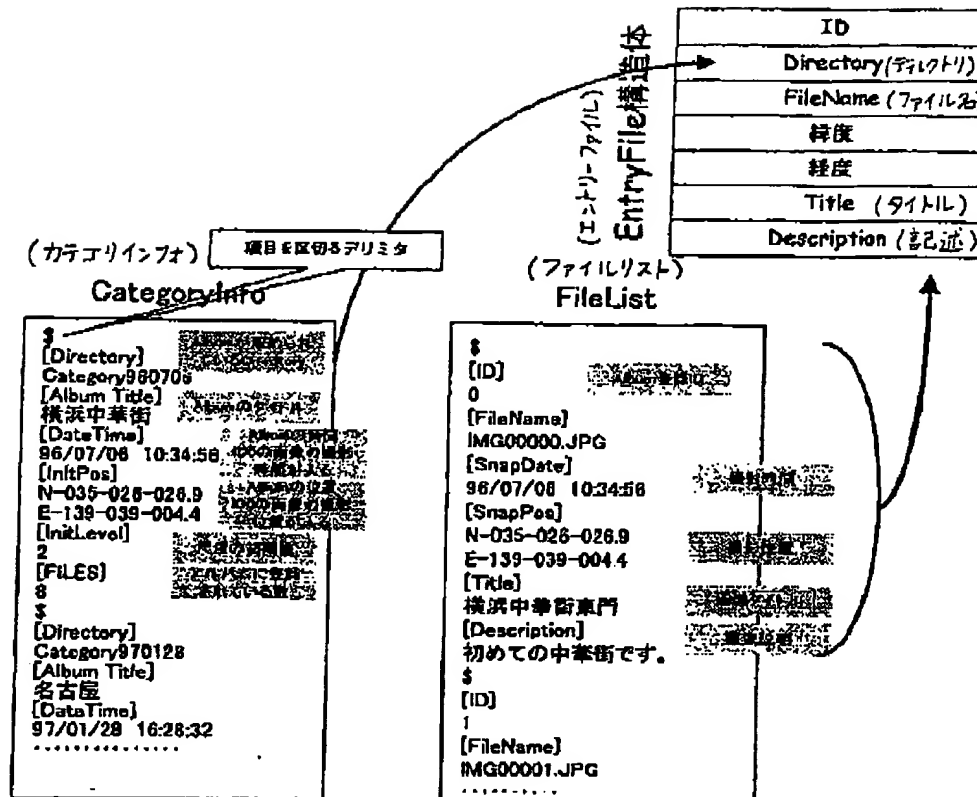 ID
Directory (ディレクトリ)
FileName (ファイル名)
緯度
経度
Title (タイトル)
Description (記述)
(エントリーファイル)
EntryFile構造体
項目を区切るデリミタ
(カテゴリインフォ)
CategoryInfo
$
[Directory]
Category960706
[Album Title]
横浜中華街
[DateTime]
96/07/06 10:34:56
[InitPos]
N-035-026-026.9
E-139-039-004.4
[InitLevel]
2
[FILES]
8
$
[Directory]
Category970128
[Album Title]
名古屋
[DateTime]
97/01/28 16:28:32
..............
(ファイルリスト)
FileList
$
[ID]
0
[FileName]
IMG00000.JPG
[SnapDate]
96/07/06 10:34:56
[SnapPos]
N-035-026-026.9
E-139-039-004.4
[Title]
横浜中華街東門
[Description]
初めての中華街です。
$
[ID]
1
[FileName]
IMG00001.JPG
..........